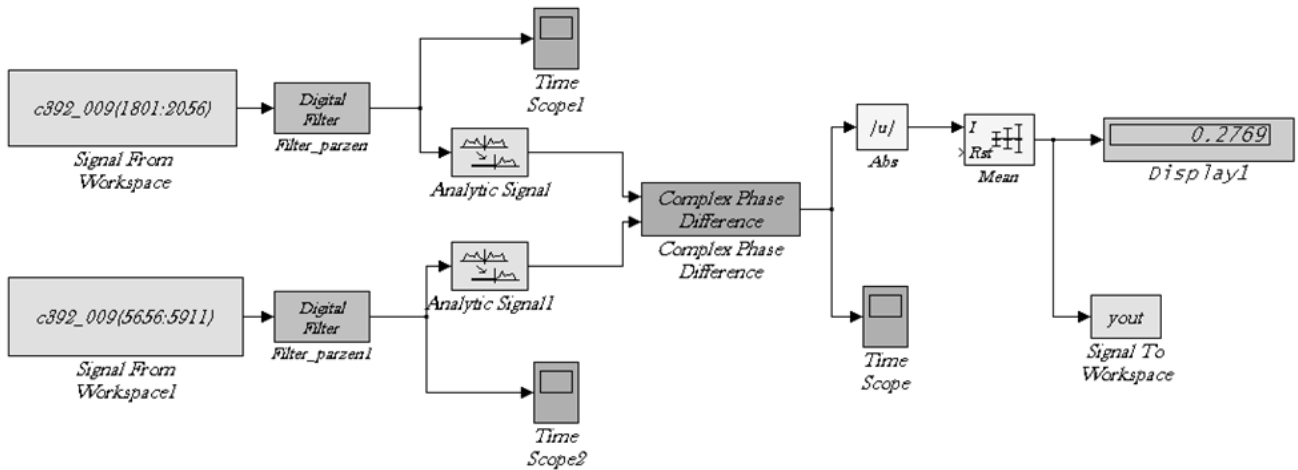 Time
Scope1
c392_009(1801:2056)
Signal From
Workspace
Digital
Filter
Filter_parzen
Analytic Signal
/u/
Abs
I
Rst
Mean
0.2769
Display1
Complex Phase
Difference
Complex Phase
Difference
Analytic Signal1
c392_009(5656:5911)
Signal From
Workspace1
Digital
Filter
Filter_parzen1
Time
Scope
yout
Signal To
Workspace
Time
Scope2